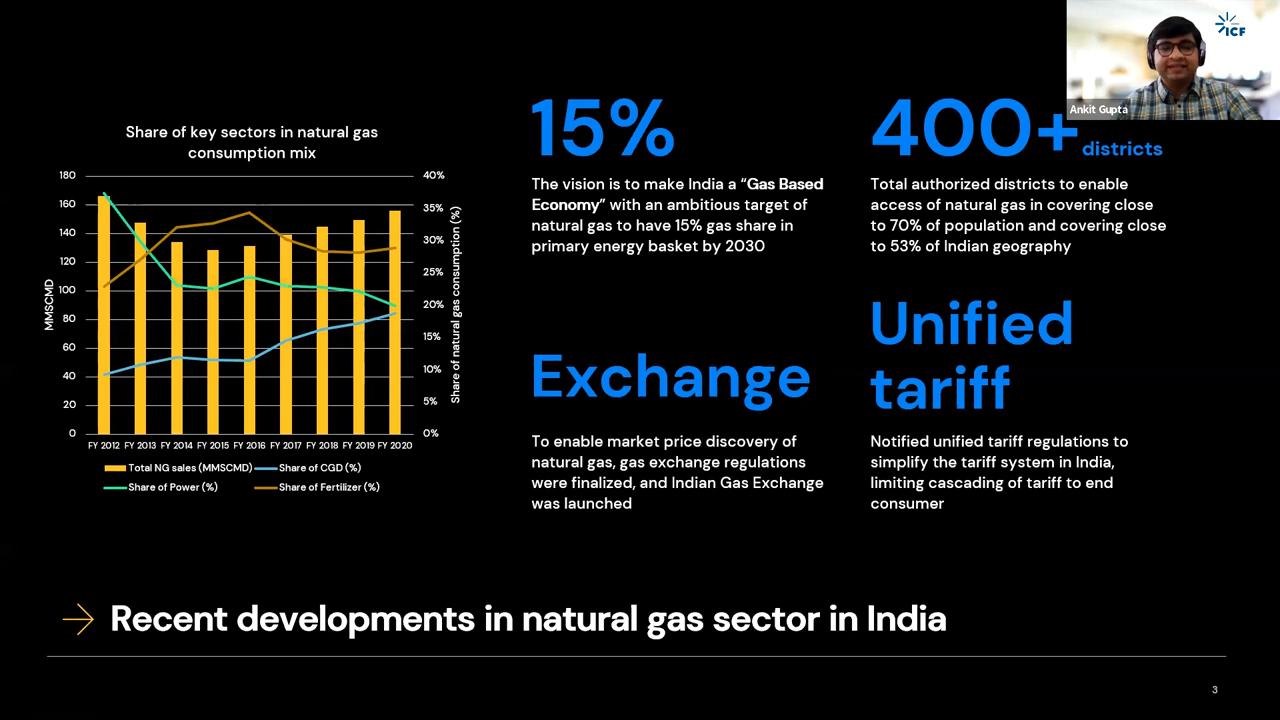 ICF
Ankit Gupta
Share of key sectors in natural gas
consumption mix
180
160
140
120
100
80
60
40
20
0
MMSCMD
40%
35%
30%
25%
20%
15%
10%
5%
0%
Share of natural gas consumption (%)
FY 2012 FY 2013 FY 2014 FY 2015 FY 2016 FY 2017 FY 2018 FY 2019 FY 2020
Total NG sales (MMSCMD) Share of CGD (%)
Share of Power (%) Share of Fertilizer (%)
15%
The vision is to make India a “Gas Based
Economy” with an ambitious target of
natural gas to have 15% gas share in
primary energy basket by 2030
400+ districts
Total authorized districts to enable
access of natural gas in covering close
to 70% of population and covering close
to 53% of Indian geography
Exchange
To enable market price discovery of
natural gas, gas exchange regulations
were finalized, and Indian Gas Exchange
was launched
Unified
tariff
Notified unified tariff regulations to
simplify the tariff system in India,
limiting cascading of tariff to end
consumer
Recent developments in natural gas sector in India
3